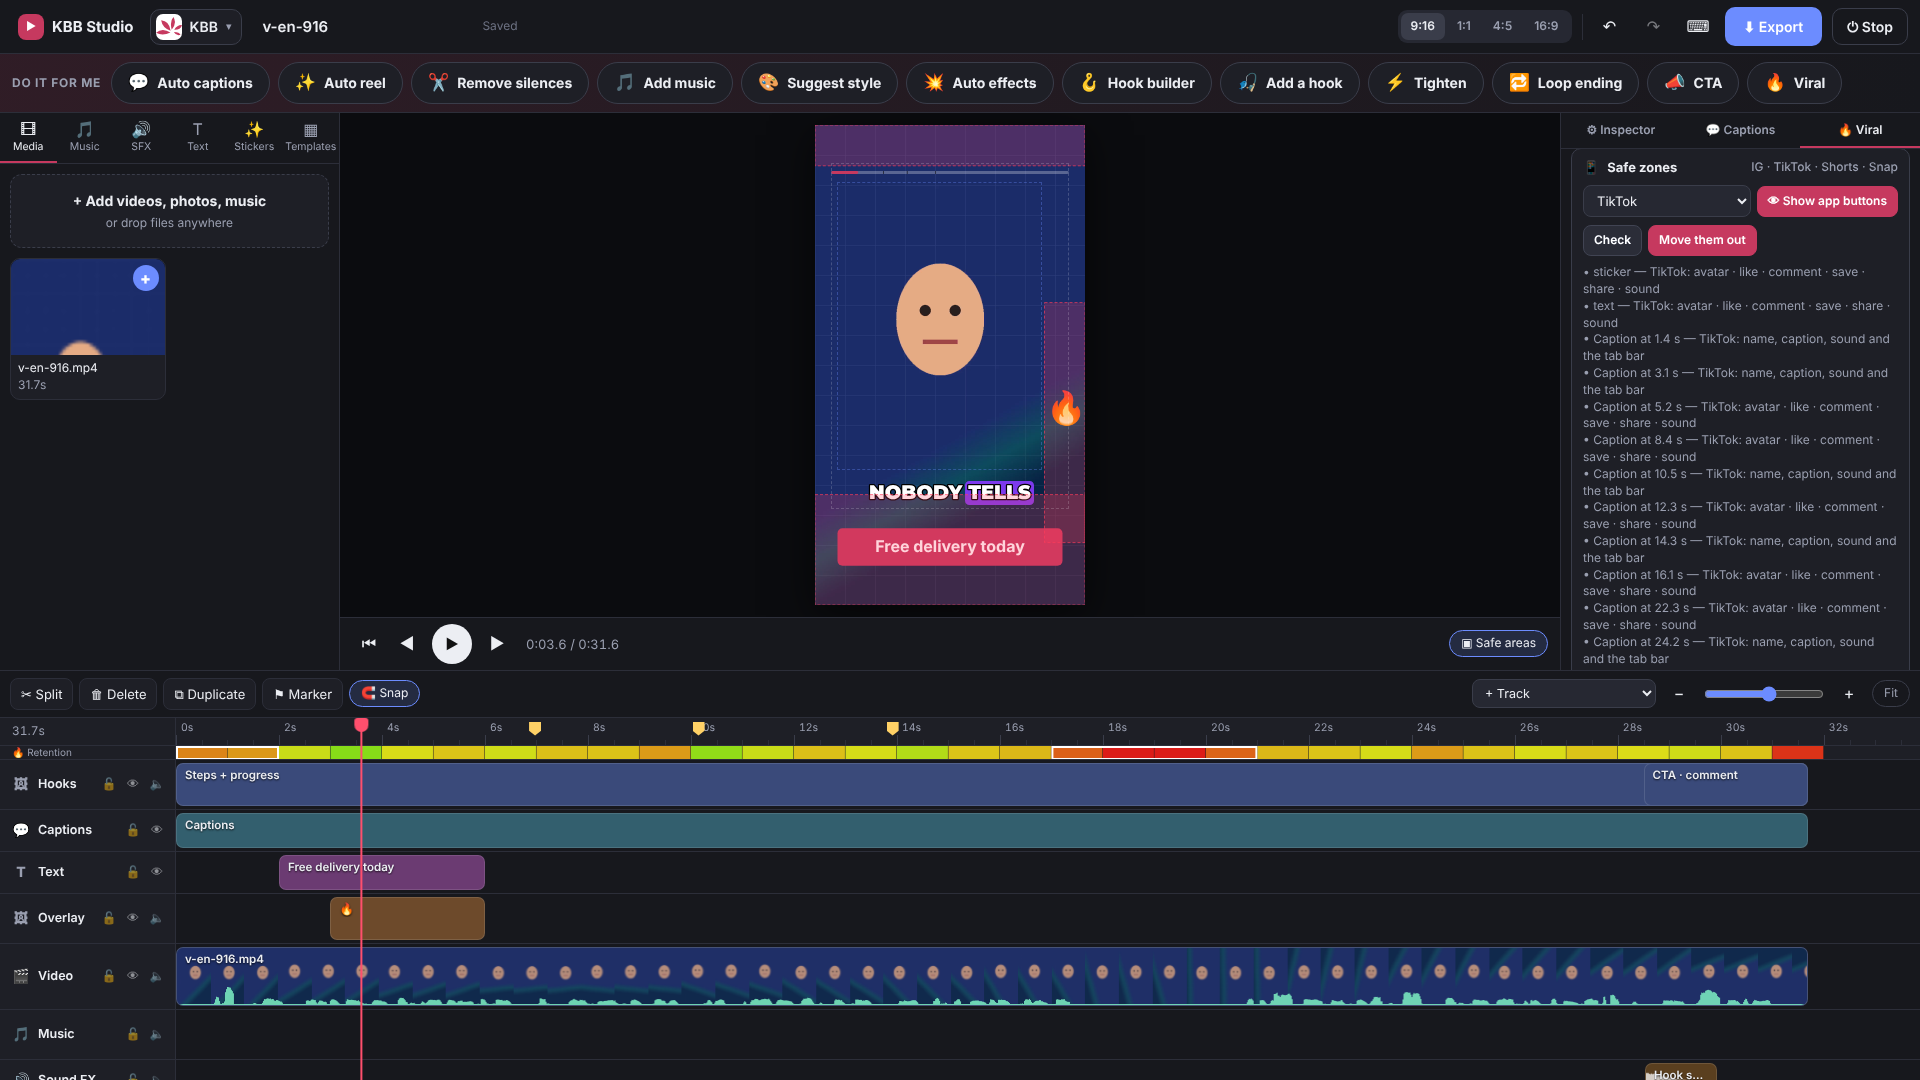 KBB Studio
KBB
v-en-916
Saved
9:16
1:1
4:5
16:9
Export
Stop
DO IT FOR ME
Auto captions
Auto reel
Remove silences
Add music
Suggest style
Auto effects
Hook builder
Add a hook
Tighten
Loop ending
CTA
Viral
Media
Music
SFX
Text
Stickers
Templates
+ Add videos, photos, music
or drop files anywhere
v-en-916.mp4
31.7s
NOBODY TELLS
Free delivery today
0:03.6 / 0:31.6
Safe areas
Inspector
Captions
Viral
Safe zones
IG · TikTok · Shorts · Snap
TikTok
Show app buttons
Check
Move them out
• sticker — TikTok: avatar · like · comment · save ·
share · sound
• text — TikTok: avatar · like · comment · save · share ·
sound
• Caption at 1.4 s — TikTok: name, caption, sound and
the tab bar
• Caption at 3.1 s — TikTok: name, caption, sound and
the tab bar
• Caption at 5.2 s — TikTok: avatar · like · comment ·
save · share · sound
• Caption at 8.4 s — TikTok: avatar · like · comment ·
save · share · sound
• Caption at 10.5 s — TikTok: name, caption, sound and
the tab bar
• Caption at 12.3 s — TikTok: avatar · like · comment ·
save · share · sound
• Caption at 14.3 s — TikTok: name, caption, sound and
the tab bar
• Caption at 16.1 s — TikTok: avatar · like · comment ·
save · share · sound
• Caption at 22.3 s — TikTok: avatar · like · comment ·
save · share · sound
• Caption at 24.2 s — TikTok: name, caption, sound
and the tab bar
Split
Delete
Duplicate
Marker
Snap
+ Track
Fit
31.7s
0s
2s
4s
6s
8s
0s
12s
14s
16s
18s
20s
22s
24s
26s
28s
30s
32s
Retention
Hooks
Steps + progress
CTA · comment
Captions
Captions
Text
Free delivery today
Overlay
Video
v-en-916.mp4
Music
Sound FX
Hook s...